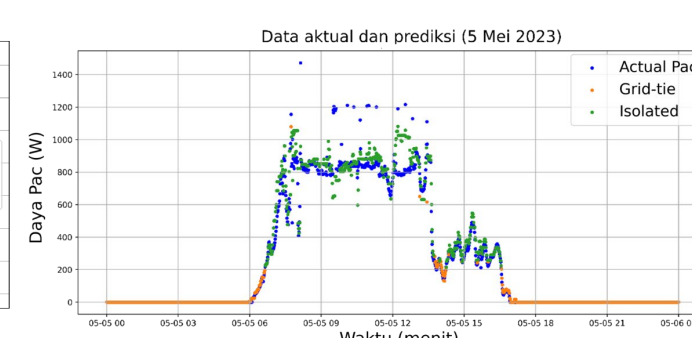 Data aktual dan prediksi (5 Mei 2023)
Actual Pac
Grid-tie
Isolated
Daya Pac (W)
1400
1200
1000
800
600
400
200
0
05-05 00 05-05 03 05-05 06 05-05 09 05-05 12 05-05 15 05-05 18 05-05 21 05-06 0
Waktu (menit)